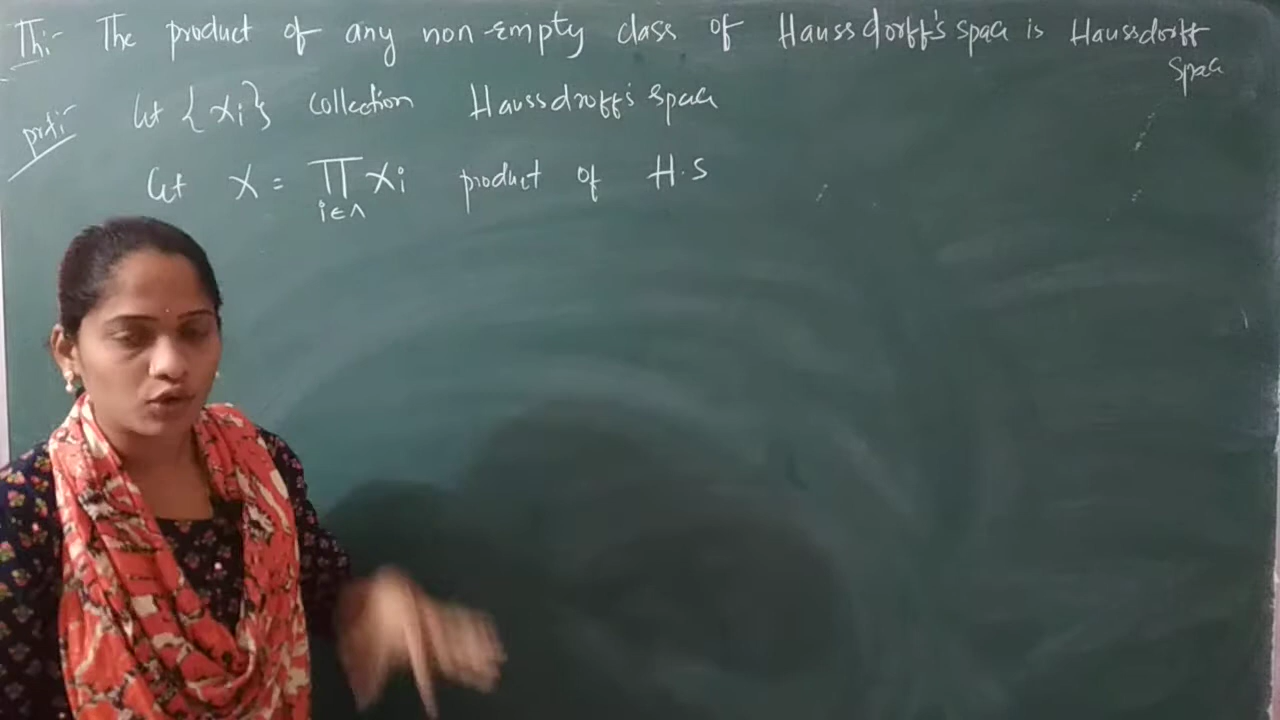 Th:- The product of any non-empty class of Haussdorff's space is Haussdorff space
proof:- let {Xi} collection Haussdroff's space
let X = ∏ Xi product of H.S
i∈Λ